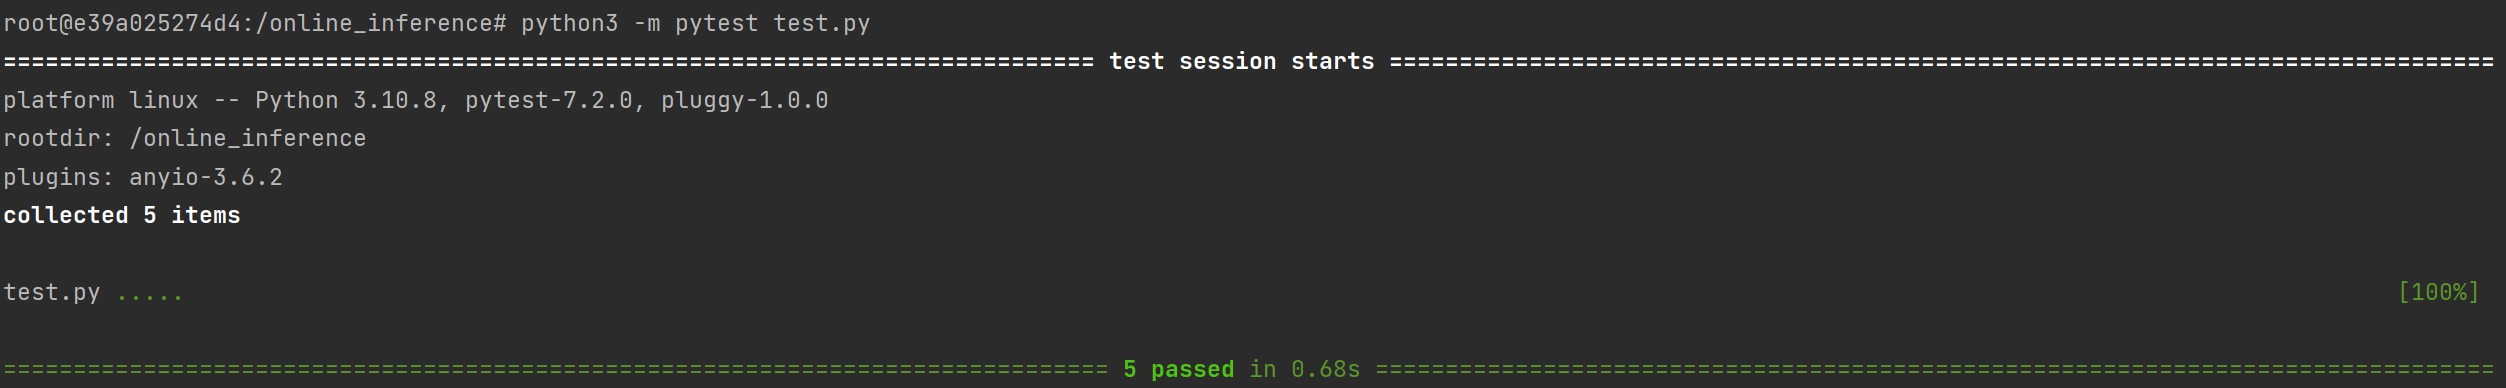 root@e39a025274d4:/online_inference# python3 -m pytest test.py
============================================================================== test session starts ===============================================================================
platform linux -- Python 3.10.8, pytest-7.2.0, pluggy-1.0.0
rootdir: /online_inference
plugins: anyio-3.6.2
collected 5 items
test.py ..... [100%]
=============================================================================== 5 passed in 0.68s ================================================================================